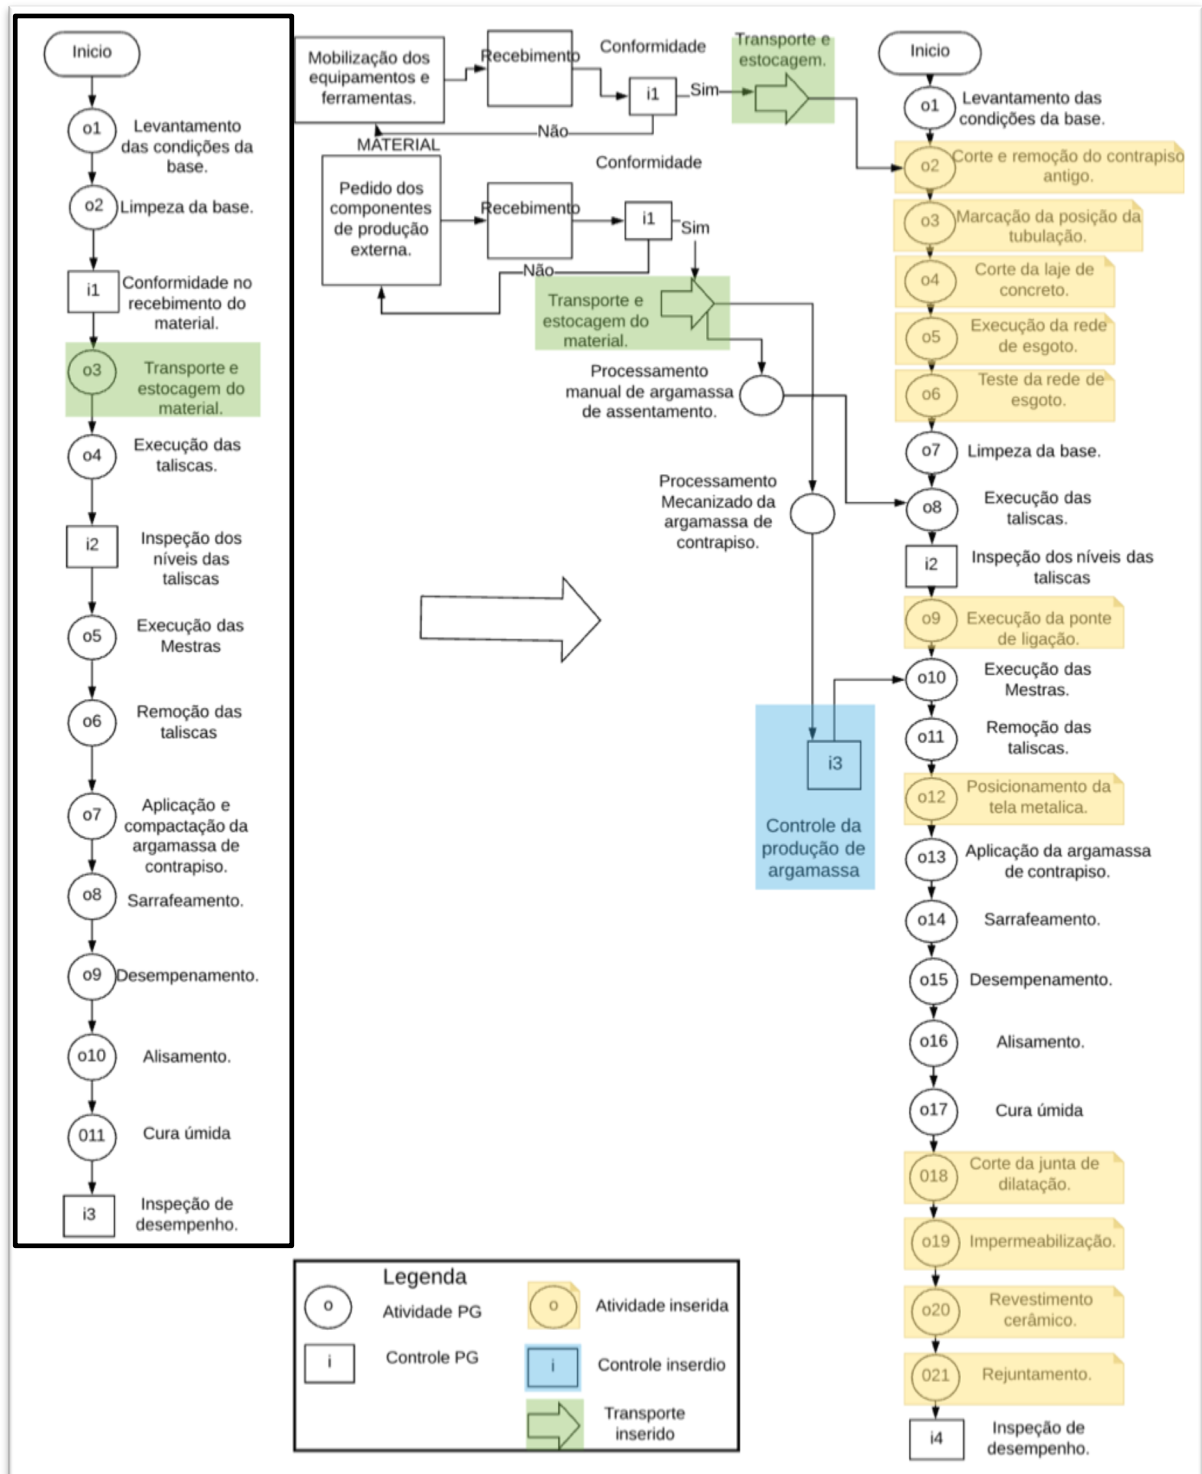 Inicio
o1
Levantamento
das condições da
base.
o2
Limpeza da base.
i1
Conformidade no
recebimento do
material.
o3
Transporte e
estocagem do
material.
o4
Execução das
taliscas.
i2
Inspeção dos
níveis das
taliscas
o5
Execução das
Mestras
o6
Remoção das
taliscas
o7
Aplicação e
compactação da
argamassa de
contrapiso.
o8
Sarrafeamento.
o9
Desempenamento.
o10
Alisamento.
011
Cura úmida
i3
Inspeção de
desempenho.
Mobilização dos
equipamentos e
ferramentas.
Recebimento
Conformidade
i1
Sim
Não
Transporte e
estocagem.
MATERIAL
Pedido dos
componentes
de produção
externa.
Recebimento
Conformidade
i1
Sim
Não
Transporte e
estocagem do
material.
Processamento
manual de argamassa
de assentamento.
Processamento
Mecanizado da
argamassa de
contrapiso.
i3
Controle da
produção de
argamassa
Inicio
o1
Levantamento das
condições da base.
o2
Corte e remoção do contrapiso
antigo.
o3
Marcação da posição da
tubulação.
o4
Corte da laje de
concreto.
o5
Execução da rede
de esgoto.
o6
Teste da rede de
esgoto.
o7
Limpeza da base.
o8
Execução das
taliscas.
i2
Inspeção dos níveis das
taliscas
o9
Execução da ponte
de ligação.
o10
Execução das
Mestras.
o11
Remoção das
taliscas.
o12
Posicionamento da
tela metalica.
o13
Aplicação da argamassa
de contrapiso.
o14
Sarrafeamento.
o15
Desempenamento.
o16
Alisamento.
o17
Cura úmida
018
Corte da junta de
dilatação.
o19
Impermeabilização.
o20
Revestimento
cerâmico.
021
Rejuntamento.
i4
Inspeção de
desempenho.
Legenda
o
Atividade PG
o
Atividade inserida
i
Controle PG
i
Controle inserdio
Transporte
inserido